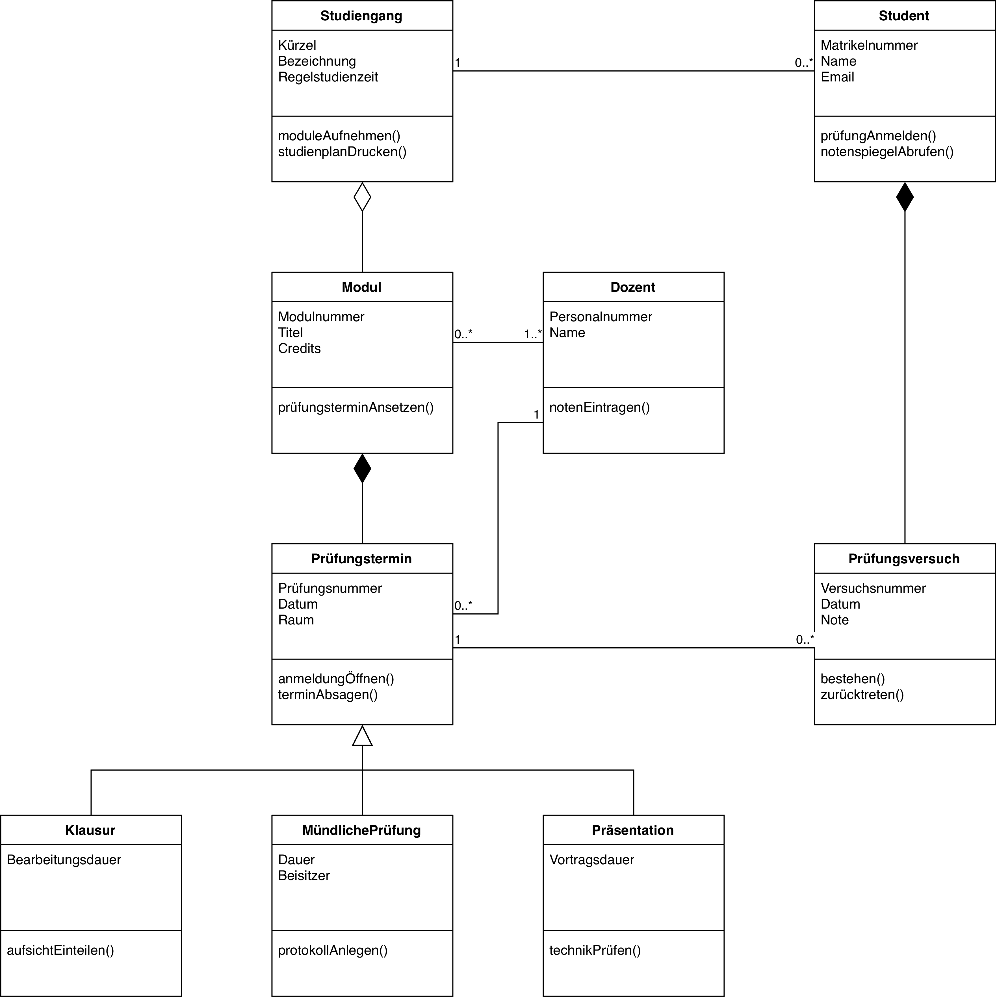 Studiengang
Kürzel
Bezeichnung
Regelstudienzeit
moduleAufnehmen()
studienplanDrucken()
1
0..*
Student
Matrikelnummer
Name
Email
prüfungAnmelden()
notenspiegelAbrufen()
Modul
Modulnummer
Titel
Credits
prüfungsterminAnsetzen()
0..*
1..*
Dozent
Personalnummer
Name
notenEintragen()
1
Prüfungstermin
Prüfungsnummer
Datum
Raum
anmeldungÖffnen()
terminAbsagen()
0..*
1
0..*
Prüfungsversuch
Versuchsnummer
Datum
Note
bestehen()
zurücktreten()
Klausur
Bearbeitungsdauer
aufsichtEinteilen()
MündlichePrüfung
Dauer
Beisitzer
protokollAnlegen()
Präsentation
Vortragsdauer
technikPrüfen()